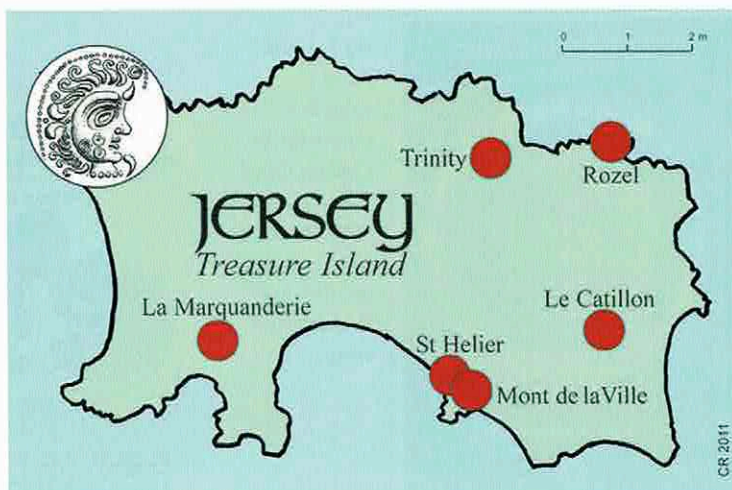 0 1 2 m
Trinity
Rozel
JERSEY
Treasure Island
La Marquanderie
Le Catillon
St Helier
Mont de la Ville
CR 2011